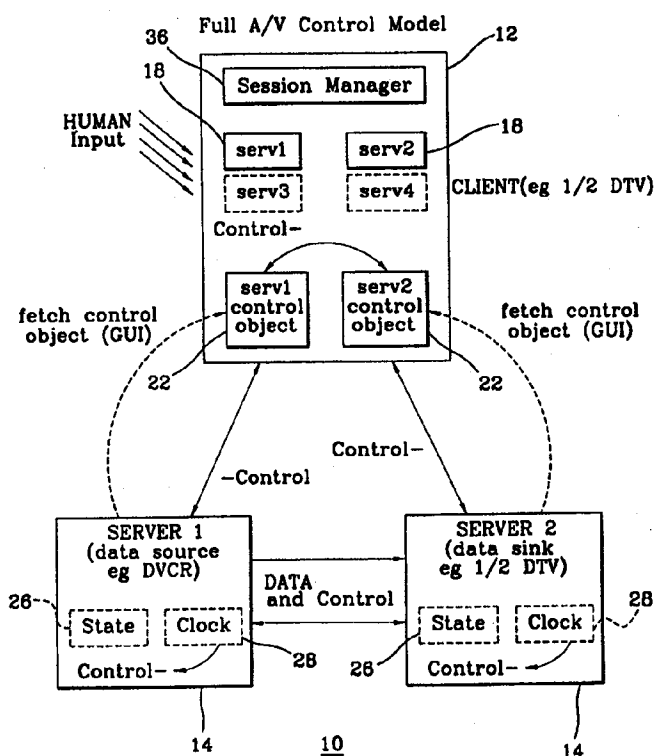 Full A/V Control Model
36
12
Session Manager
18
18
HUMAN
Input
serv1
serv2
serv3
serv4
CLIENT(eg 1/2 DTV)
Control-
serv1
control
object
serv2
control
object
fetch control
object (GUI)
fetch control
object (GUI)
22
22
-Control
Control-
SERVER 1
(data source
eg DVCR)
SERVER 2
(data sink
eg 1/2 DTV)
DATA
and Control
26
State
Clock
28
Control-
State
Clock
28
26
Control-
14
10
14